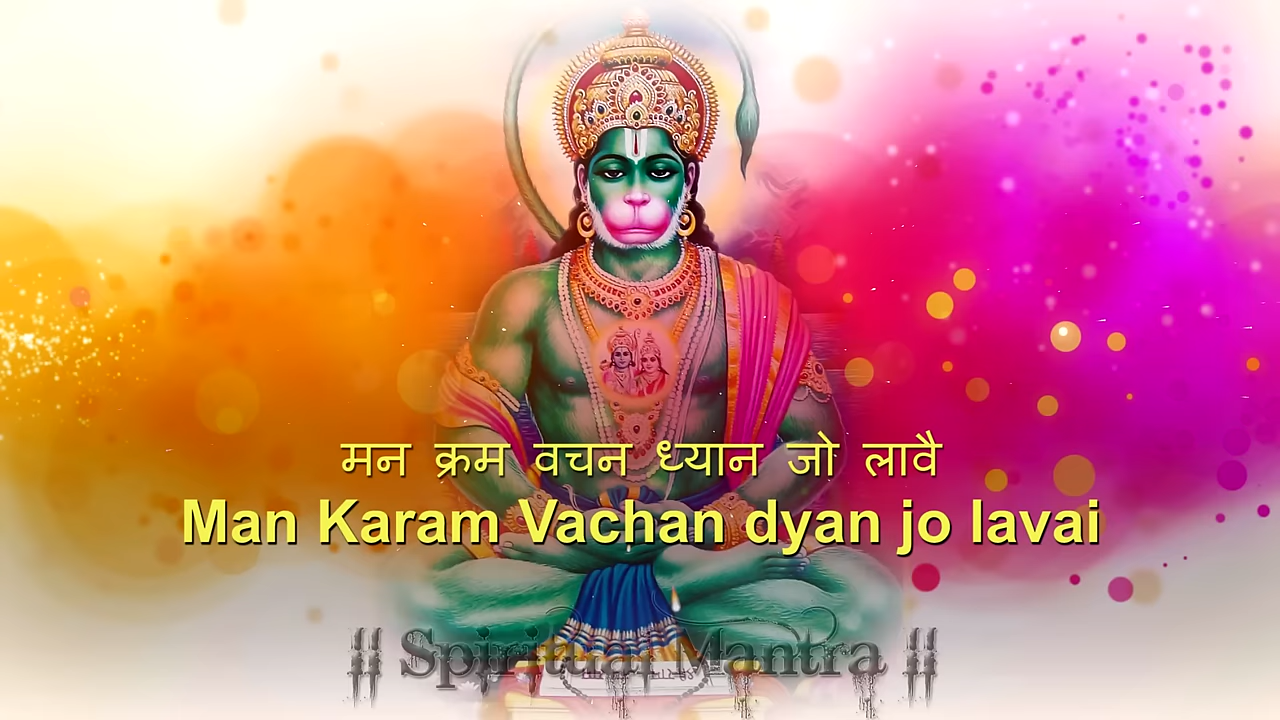 मन क्रम वचन ध्यान जो लावै
Man Karam Vachan dyan jo lavai
|| Spiritual Mantra ||